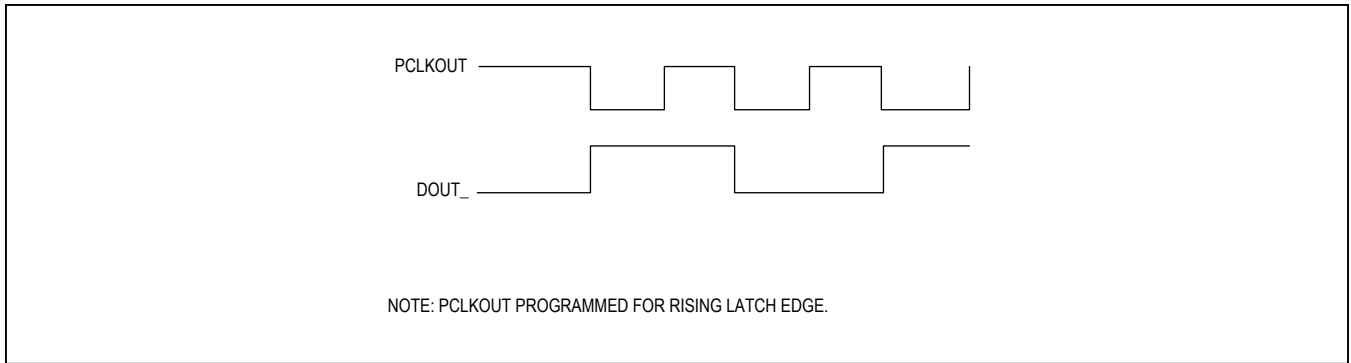 PCLKOUT
DOUT_
NOTE: PCLKOUT PROGRAMMED FOR RISING LATCH EDGE.